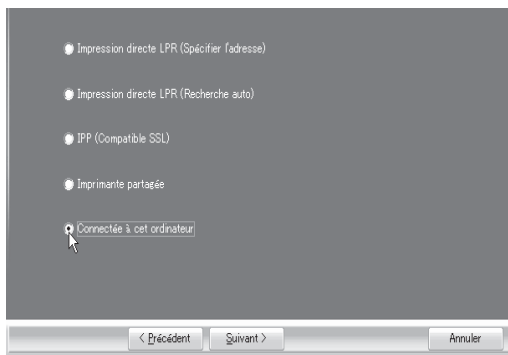 Impression directe LPR (Spécifier l'adresse)
Impression directe LPR (Recherche auto)
IPP (Compatible SSL)
Imprimante partagée
Connectée à cet ordinateur
< Précédent
Suivant >
Annuler